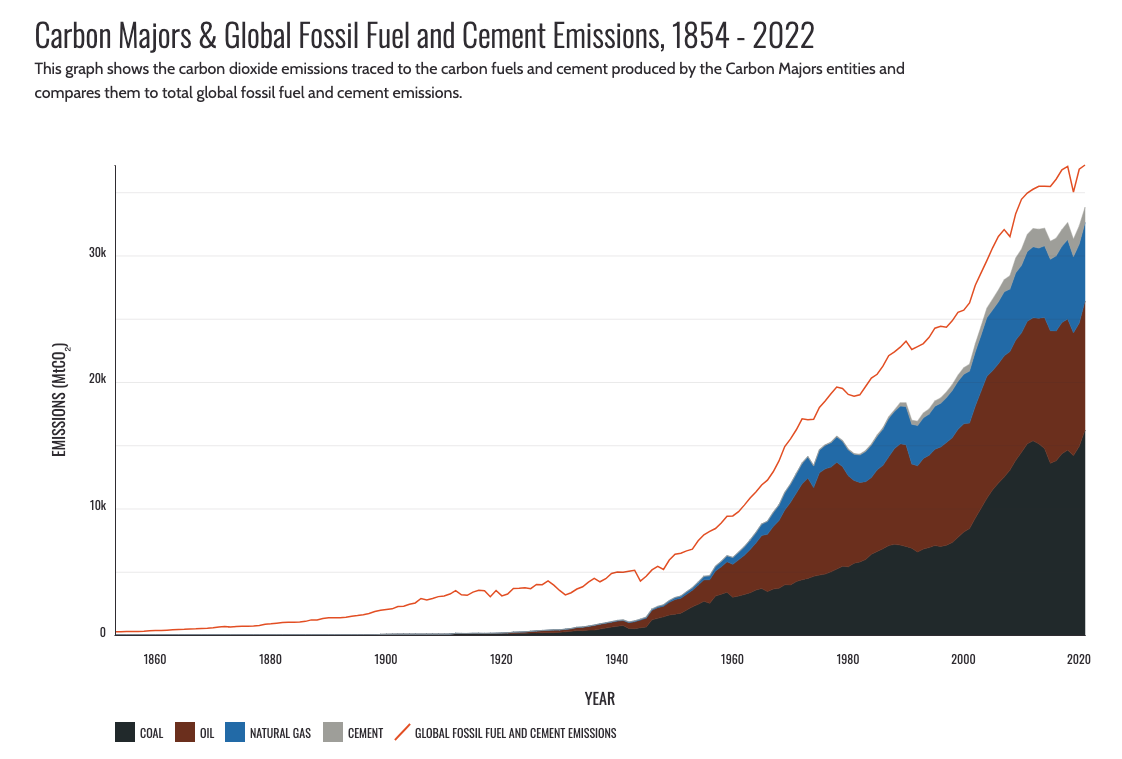 Carbon Majors & Global Fossil Fuel and Cement Emissions, 1854 - 2022
This graph shows the carbon dioxide emissions traced to the carbon fuels and cement produced by the Carbon Majors entities and
compares them to total global fossil fuel and cement emissions.
EMISSIONS (MtCO₂)
30k
20k
10k
0
1860 1880 1900 1920 1940 1960 1980 2000 2020
YEAR
COAL OIL NATURAL GAS CEMENT GLOBAL FOSSIL FUEL AND CEMENT EMISSIONS